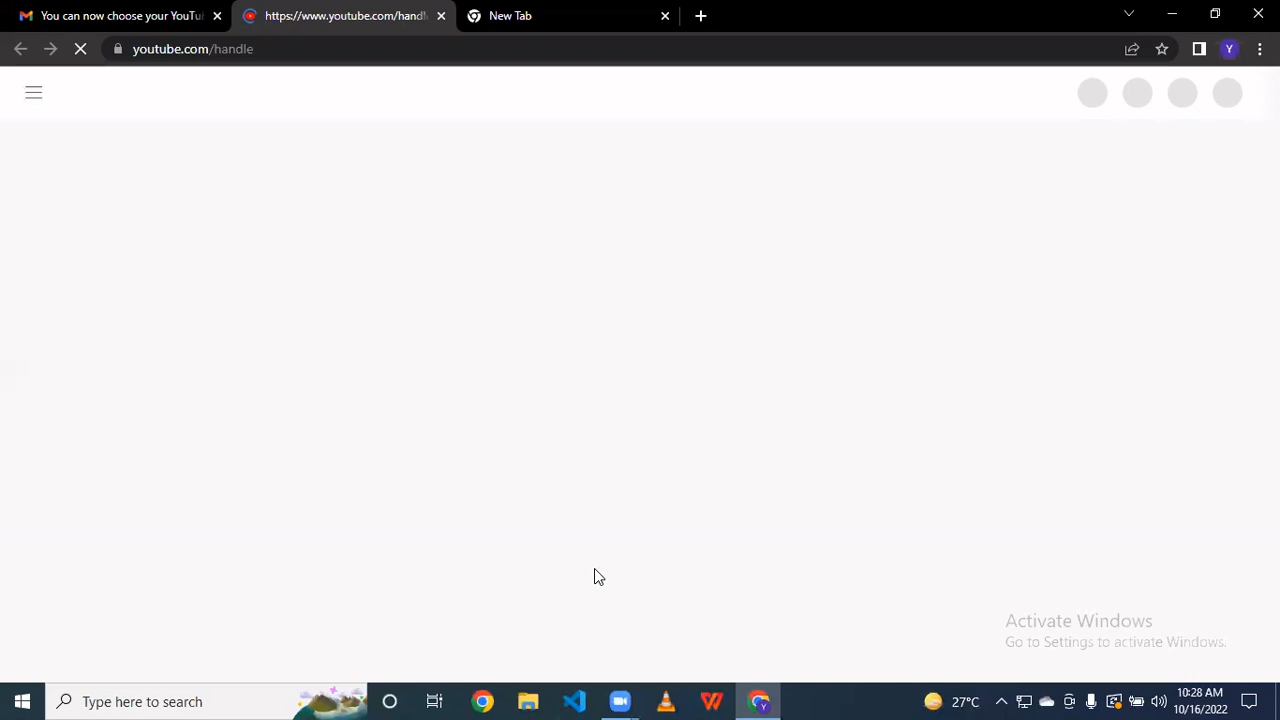 You can now choose your YouTu
https://www.youtube.com/handl
New Tab
youtube.com/handle
Y
Activate Windows
Go to Settings to activate Windows.
Type here to search
27°C
10:28 AM
10/16/2022